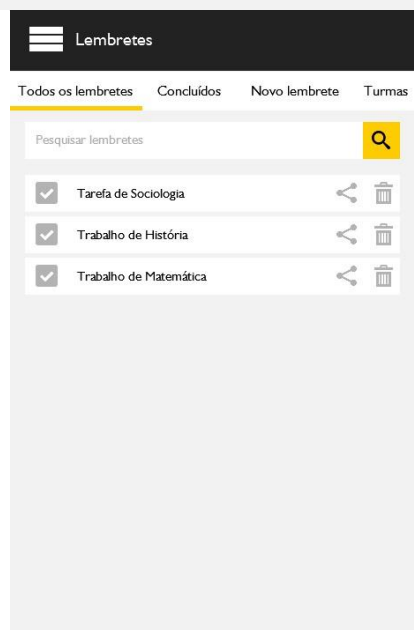 Lembretes
Todos os lembretes Concluídos Novo lembrete Turmas
Pesquisar lembretes
Tarefa de Sociologia
Trabalho de História
Trabalho de Matemática